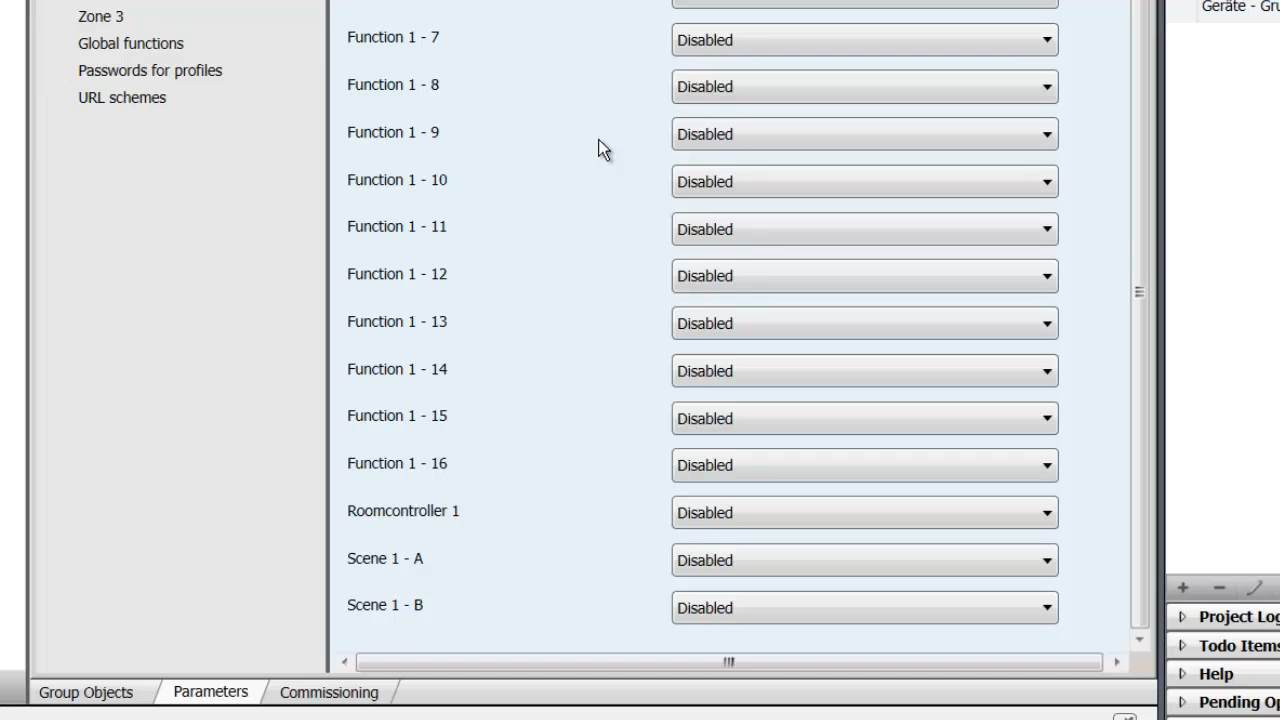 Zone 3
Global functions
Passwords for profiles
URL schemes
Function 1 - 7 Disabled
Function 1 - 8 Disabled
Function 1 - 9 Disabled
Function 1 - 10 Disabled
Function 1 - 11 Disabled
Function 1 - 12 Disabled
Function 1 - 13 Disabled
Function 1 - 14 Disabled
Function 1 - 15 Disabled
Function 1 - 16 Disabled
Roomcontroller 1 Disabled
Scene 1 - A Disabled
Scene 1 - B Disabled
Group Objects Parameters Commissioning
Geräte - Gru
Project Log
Todo Items
Help
Pending Op